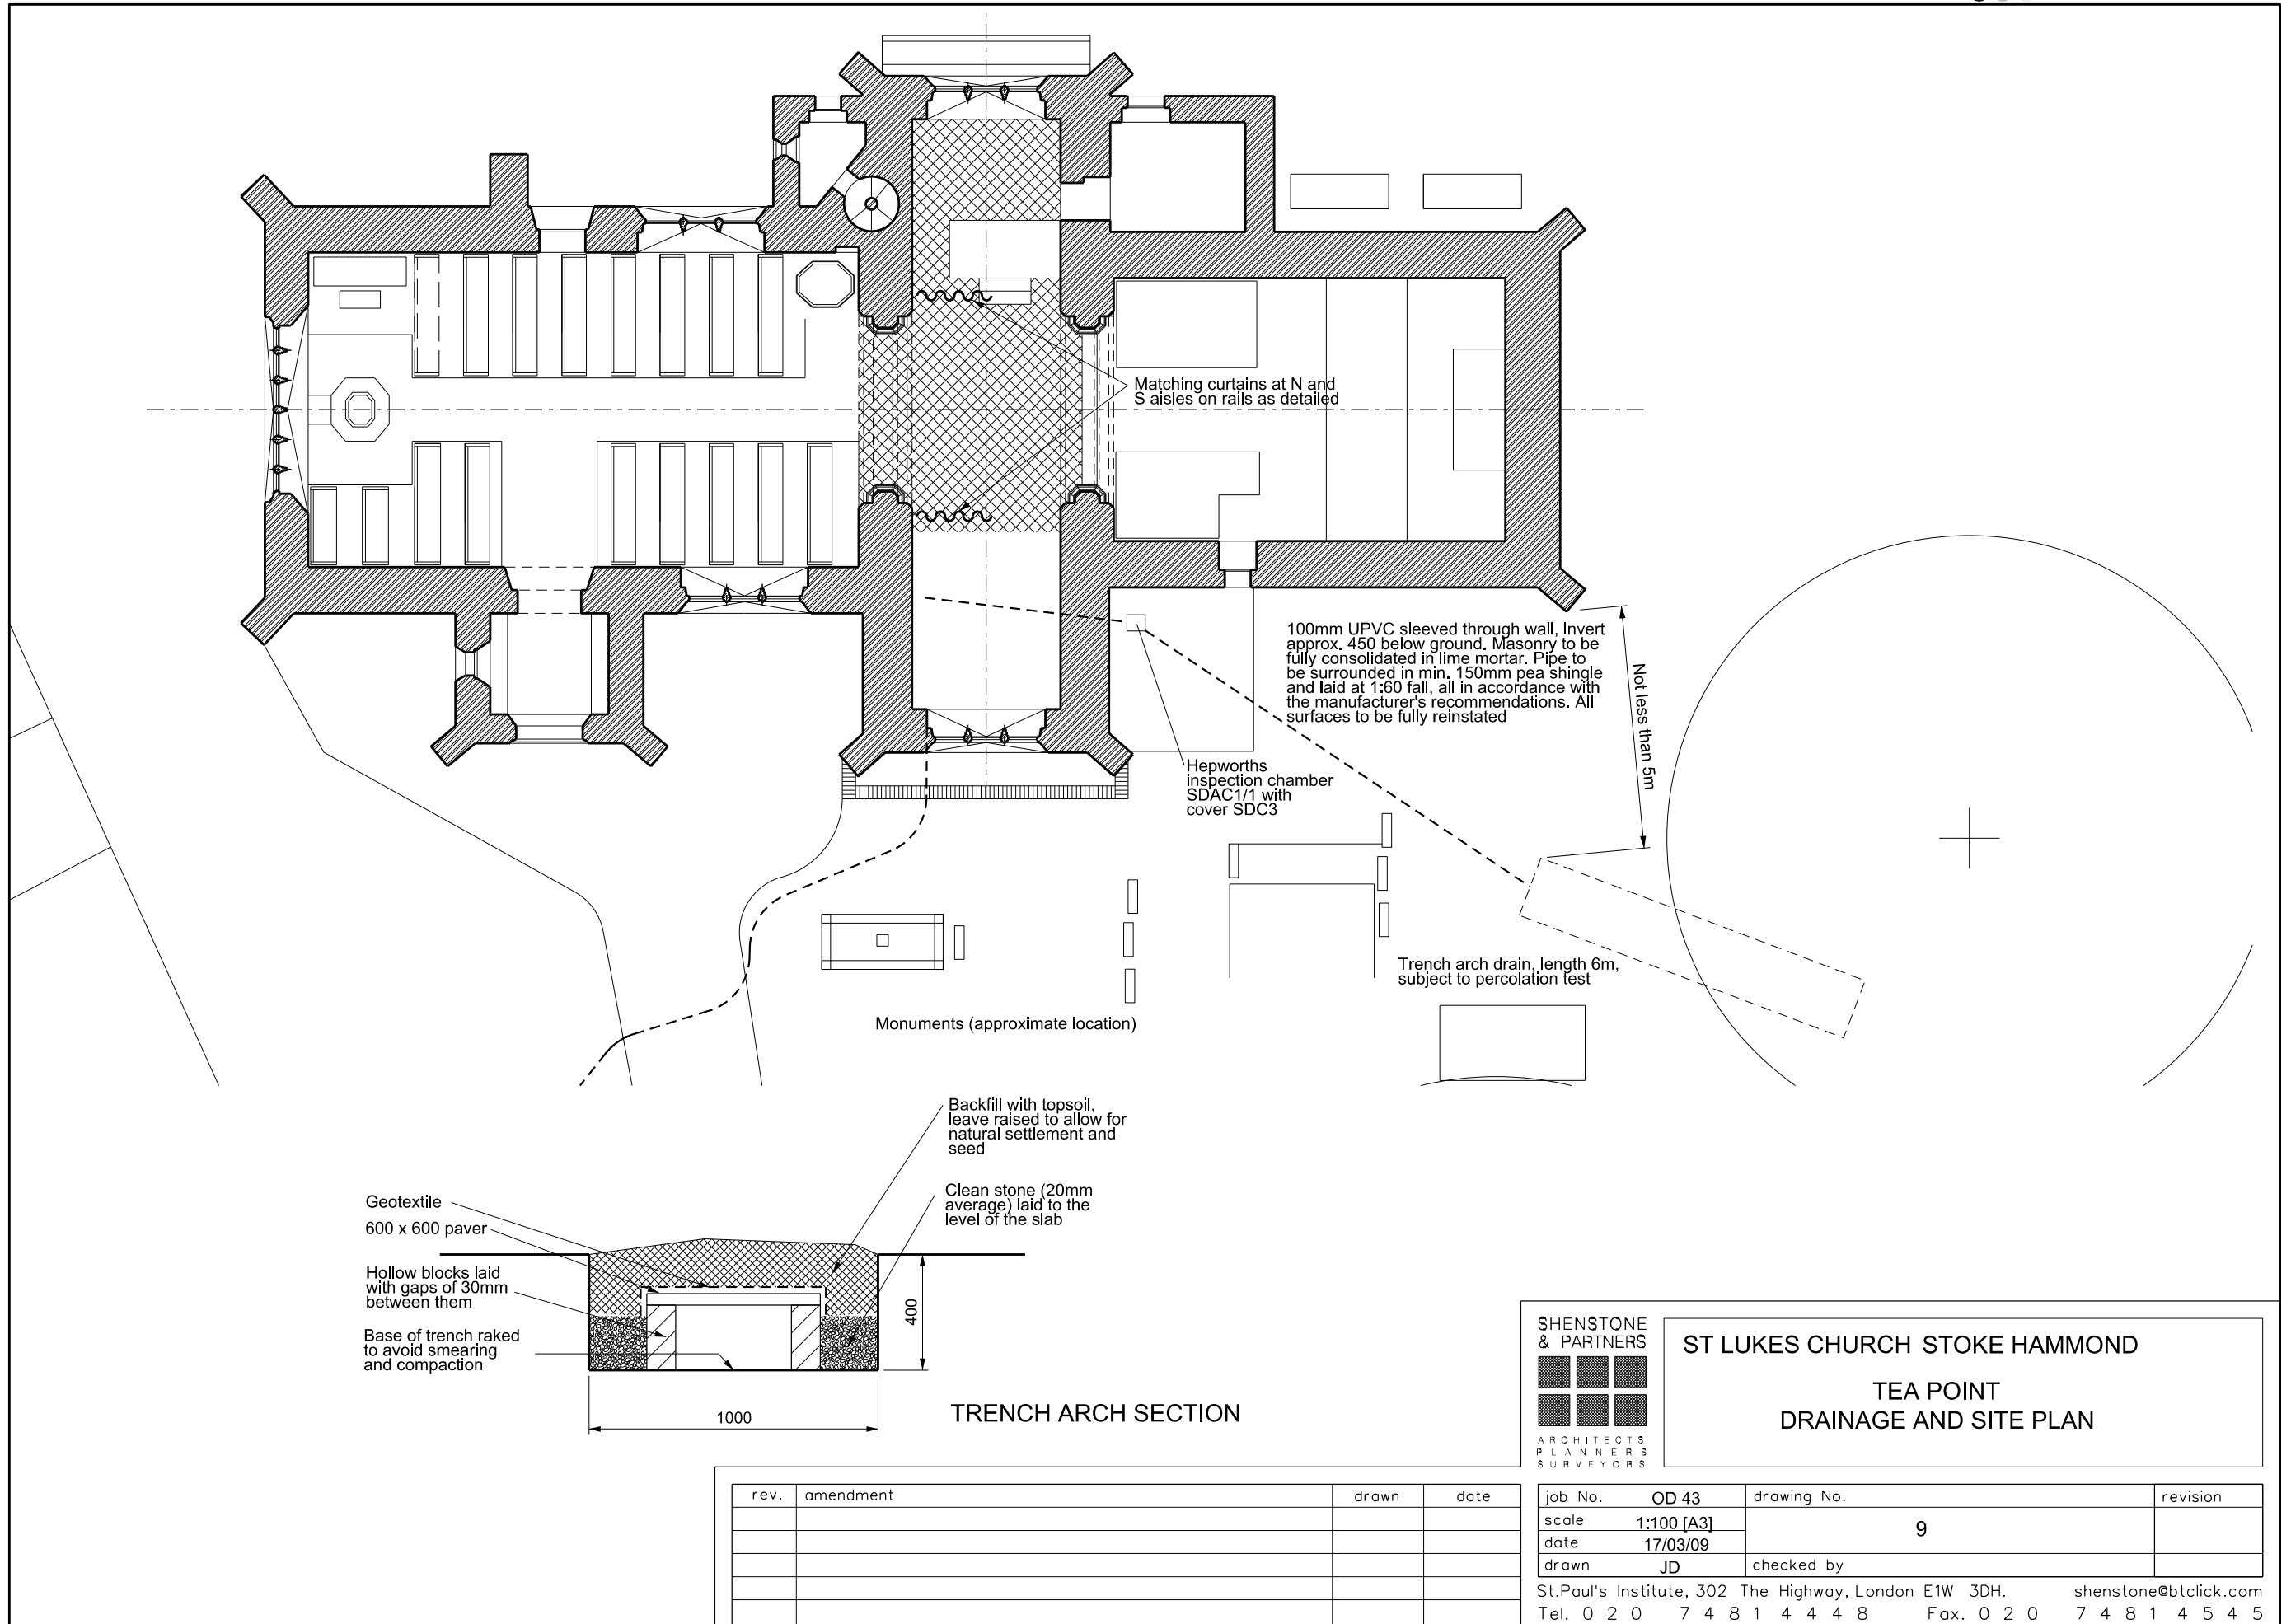 Matching curtains at N and
S aisles on rails as detailed
100mm UPVC sleeved through wall, invert
approx. 450 below ground. Masonry to be
fully consolidated in lime mortar. Pipe to
be surrounded in min. 150mm pea shingle
and laid at 1:60 fall, all in accordance with
the manufacturer's recommendations. All
surfaces to be fully reinstated
Not less than 5m
Hepworths
inspection chamber
SDAC1/1 with
cover SDC3
Trench arch drain, length 6m,
subject to percolation test
Monuments (approximate location)
Backfill with topsoil,
leave raised to allow for
natural settlement and
seed
Clean stone (20mm
average) laid to the
level of the slab
Geotextile
600 x 600 paver
Hollow blocks laid
with gaps of 30mm
between them
Base of trench raked
to avoid smearing
and compaction
400
1000
TRENCH ARCH SECTION
SHENSTONE
& PARTNERS
ARCHITECTS
PLANNERS
SURVEYORS
ST LUKES CHURCH STOKE HAMMOND
TEA POINT
DRAINAGE AND SITE PLAN
rev. amendment drawn date
job No. OD 43 drawing No. revision
scale 1:100 [A3] 9
date 17/03/09
drawn JD checked by
St.Paul's Institute, 302 The Highway, London E1W 3DH. shenstone@btclick.com
Tel. 0 2 0 7 4 8 1 4 4 4 8 Fax. 0 2 0 7 4 8 1 4 5 4 5